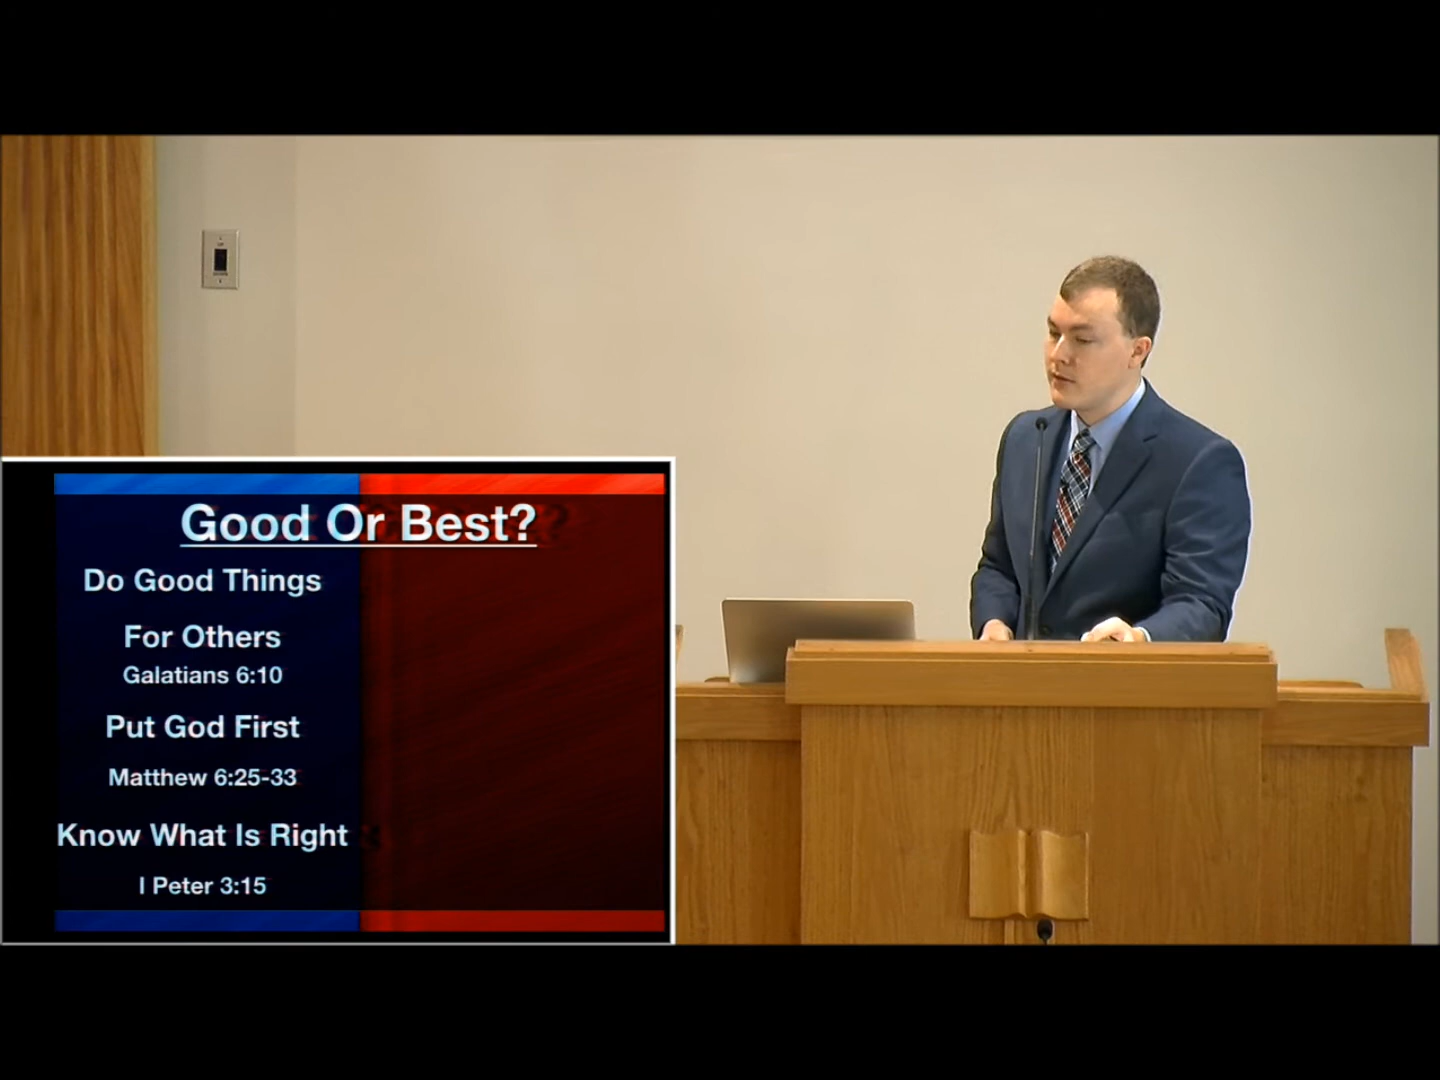 Good Or Best?
Do Good Things
For Others
Galatians 6:10
Put God First
Matthew 6:25-33
Know What Is Right
I Peter 3:15